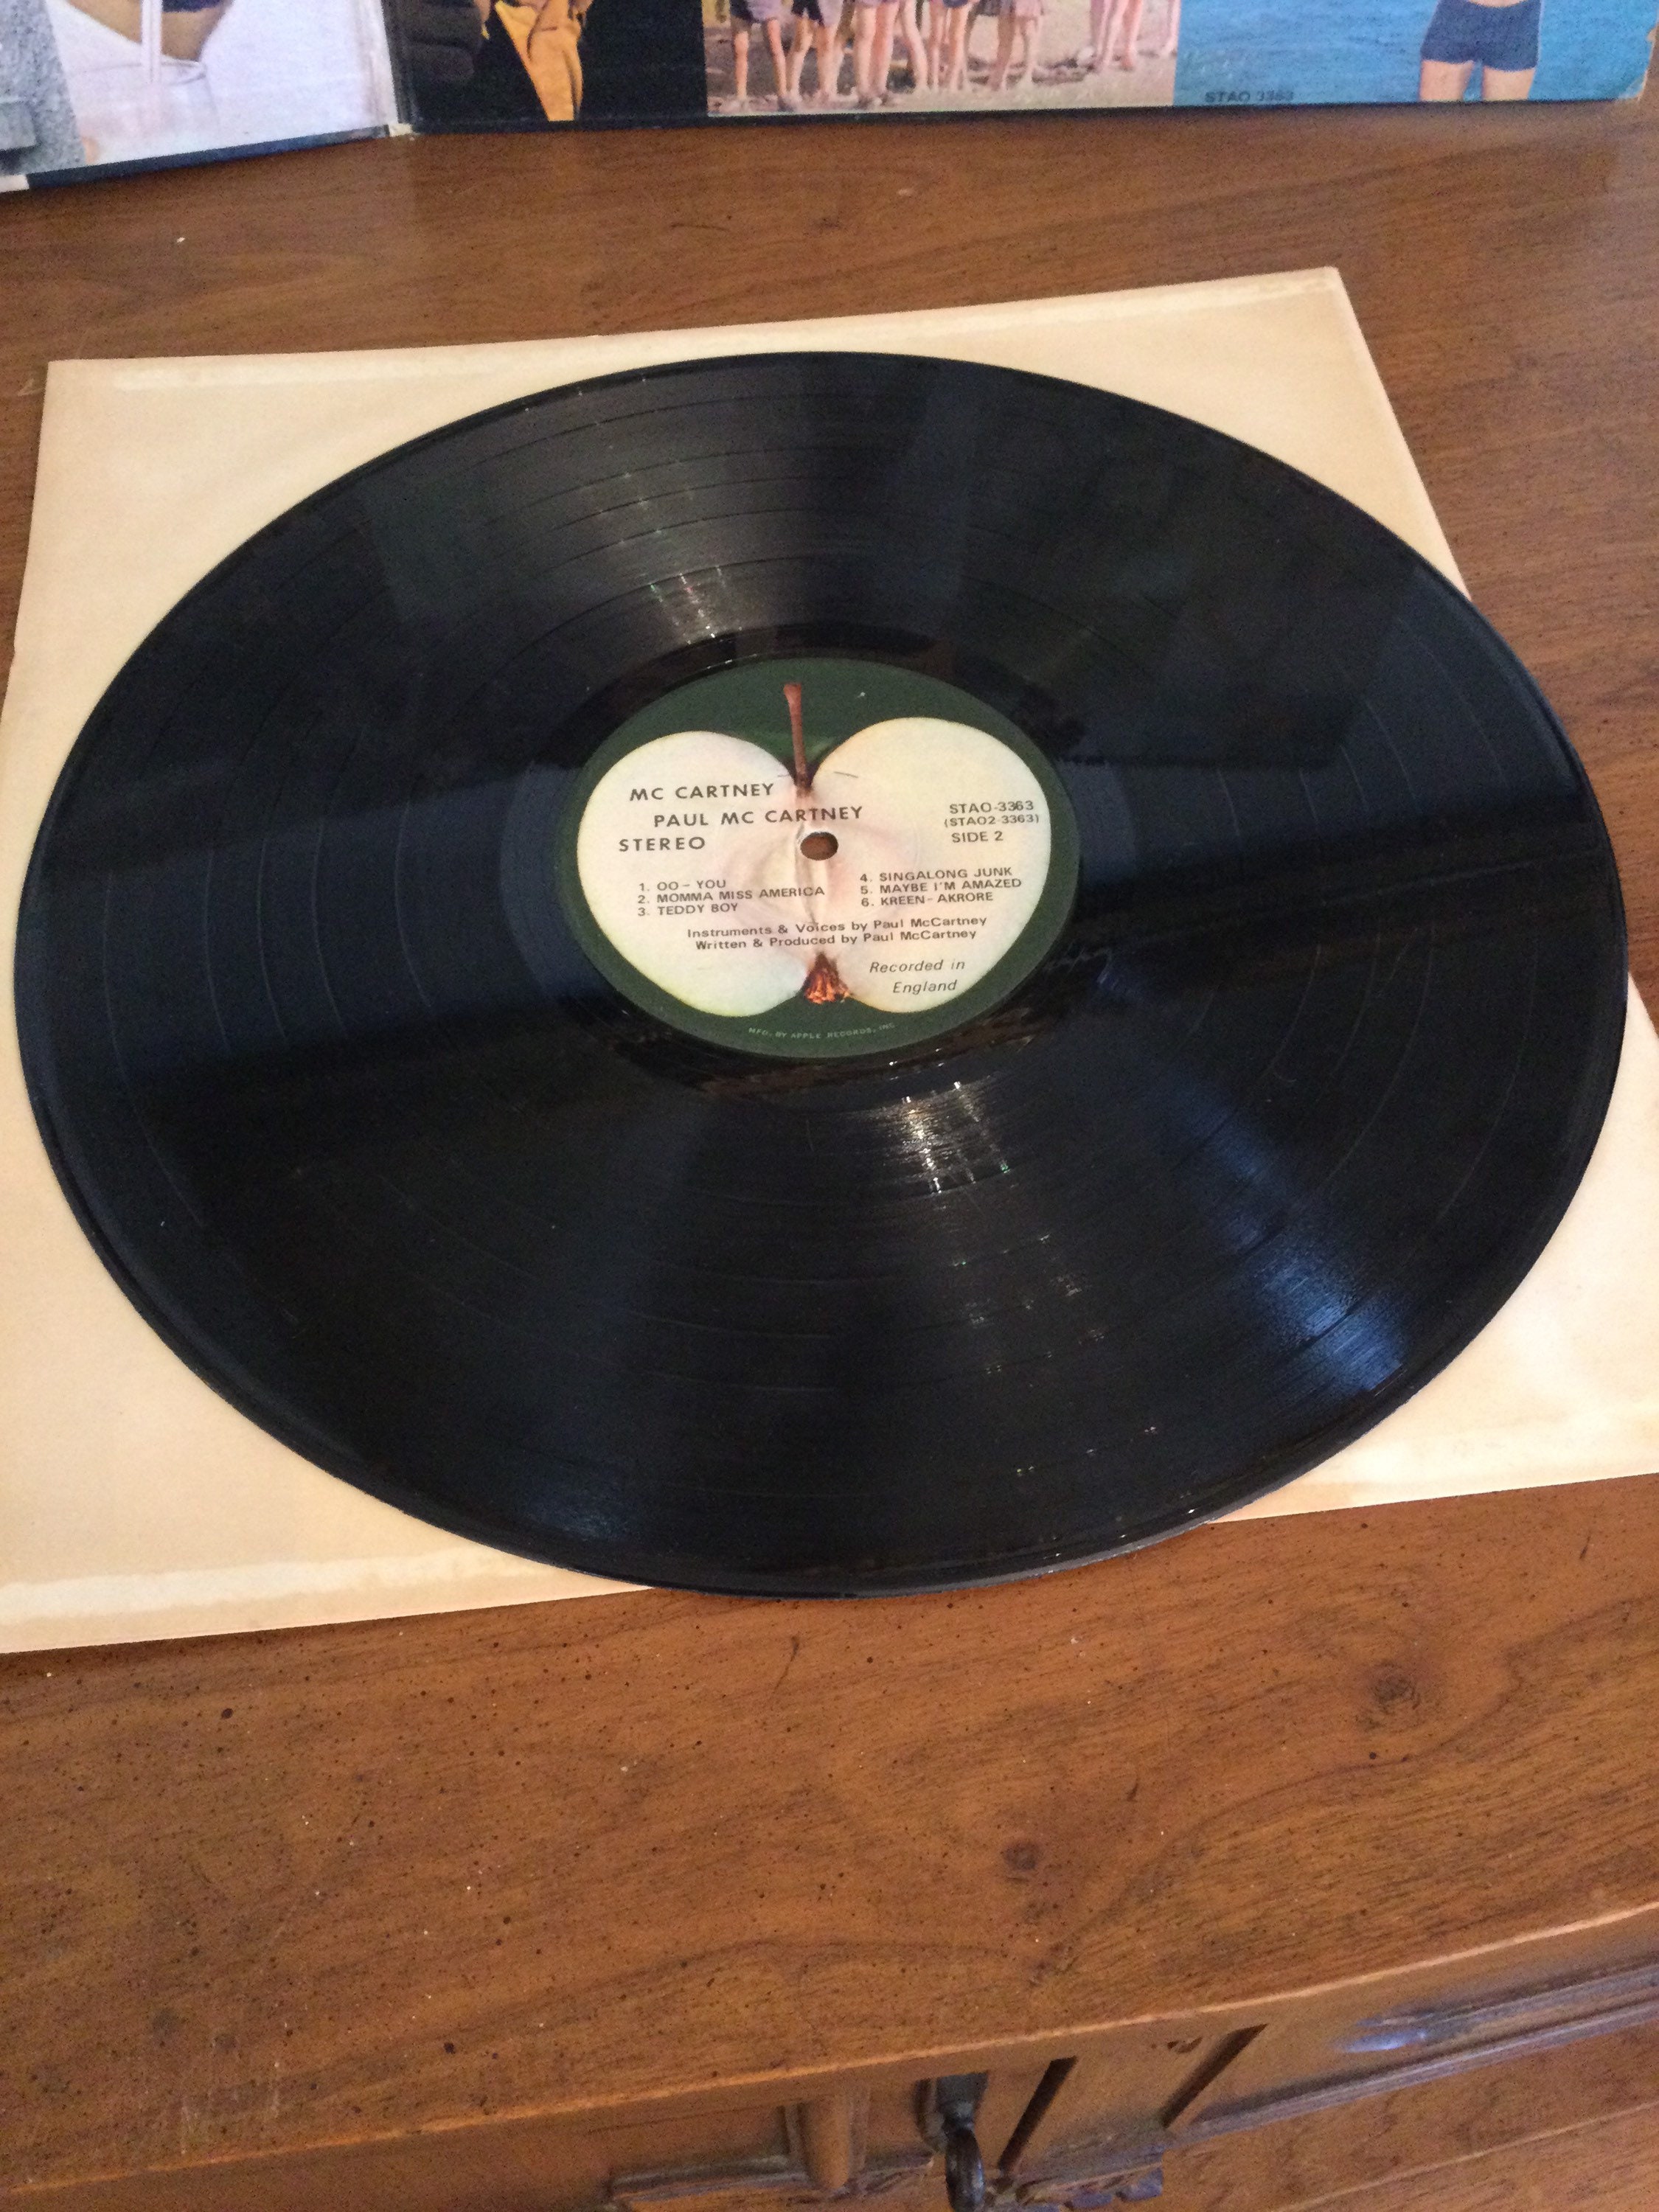 STAO 3363
MC CARTNEY
PAUL MC CARTNEY
STEREO
STAO-3363
(STAO2-3363)
SIDE 2
1. OO-YOU
2. MOMMA MISS AMERICA
3. TEDDY BOY
4. SINGALONG JUNK
5. MAYBE I'M AMAZED
6. KREEN-AKRORE
Instruments & Voices by Paul McCartney
Written & Produced by Paul McCartney
Recorded in
England
MFD. BY APPLE RECORDS, INC